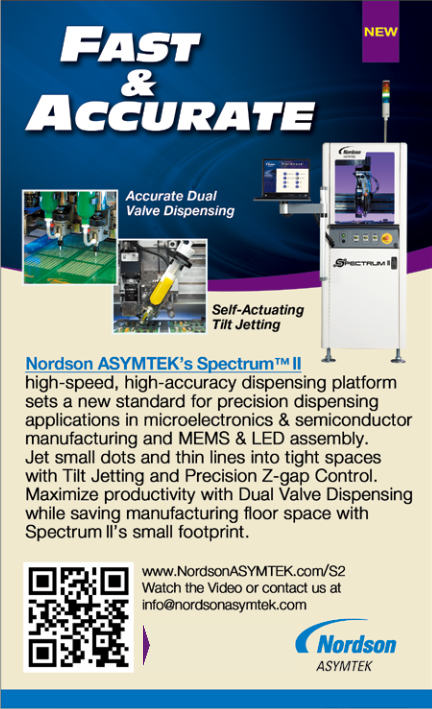 NEW
FAST
&
ACCURATE
Accurate Dual
Valve Dispensing
Nordson
ASYMTEK
SPECTRUM II
Self-Actuating
Tilt Jetting
Nordson ASYMTEK's Spectrum™ II
high-speed, high-accuracy dispensing platform
sets a new standard for precision dispensing
applications in microelectronics & semiconductor
manufacturing and MEMS & LED assembly.
Jet small dots and thin lines into tight spaces
with Tilt Jetting and Precision Z-gap Control.
Maximize productivity with Dual Valve Dispensing
while saving manufacturing floor space with
Spectrum II's small footprint.
www.NordsonASYMTEK.com/S2
Watch the Video or contact us at
info@nordsonasymtek.com
Nordson
ASYMTEK